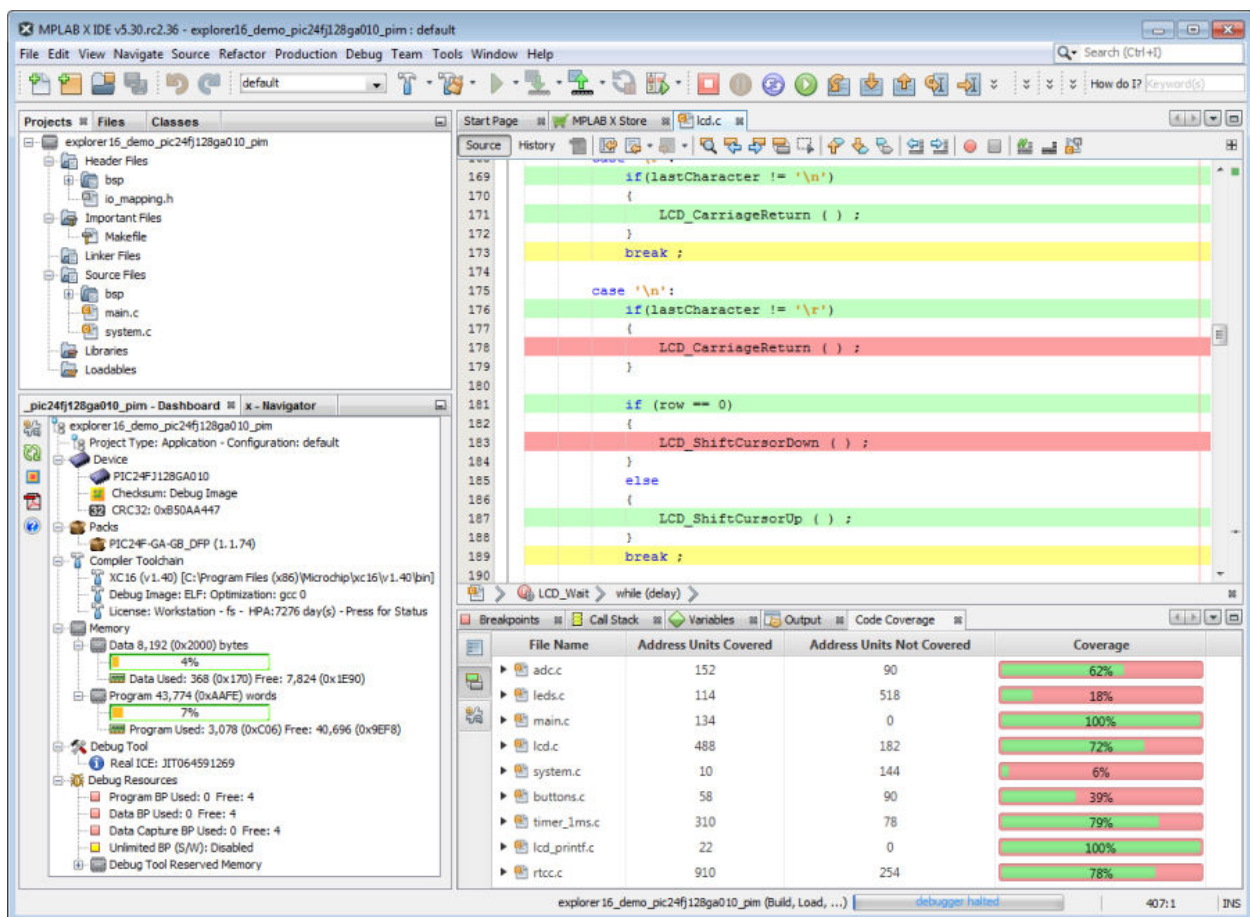 MPLAB X IDE v5.30.rc2.36 - explorer16_demo_pic24fj128ga010_pim : default
File Edit View Navigate Source Refactor Production Debug Team Tools Window Help
Search (Ctrl+I)
default
How do I? Keyword(s)
Projects Files Classes
explorer16_demo_pic24fj128ga010_pim
Header Files
bsp
io_mapping.h
Important Files
Makefile
Linker Files
Source Files
bsp
main.c
system.c
Libraries
Loadables
_pic24fj128ga010_pim - Dashboard x - Navigator
explorer16_demo_pic24fj128ga010_pim
Project Type: Application - Configuration: default
Device
PIC24FJ128GA010
Checksum: Debug Image
CRC32: 0xB50AA447
Packs
PIC24F-GA-GB_DFP (1.1.74)
Compiler Toolchain
XC16 (v1.40) [C:\Program Files (x86)\Microchip\xc16\v1.40\bin]
Debug Image: ELF: Optimization: gcc 0
License: Workstation - fs - HPA:7276 day(s) - Press for Status
Memory
Data 8,192 (0x2000) bytes
4%
Data Used: 368 (0x170) Free: 7,824 (0x1E90)
Program 43,774 (0xAAFE) words
7%
Program Used: 3,078 (0xC06) Free: 40,696 (0x9EF8)
Debug Tool
Real ICE: JIT064591269
Debug Resources
Program BP Used: 0 Free: 4
Data BP Used: 0 Free: 4
Data Capture BP Used: 0 Free: 4
Unlimited BP (S/W): Disabled
Debug Tool Reserved Memory
Start Page MPLAB X Store lcd.c
Source History
169 if(lastCharacter != '\n')
170 {
171 LCD_CarriageReturn ( ) ;
172 }
173 break ;
174
175 case '\n':
176 if(lastCharacter != '\r')
177 {
178 LCD_CarriageReturn ( ) ;
179 }
180
181 if (row == 0)
182 {
183 LCD_ShiftCursorDown ( ) ;
184 }
185 else
186 {
187 LCD_ShiftCursorUp ( ) ;
188 }
189 break ;
190
LCD_Wait while (delay)
Breakpoints Call Stack Variables Output Code Coverage
File Name Address Units Covered Address Units Not Covered Coverage
adc.c 152 90 62%
leds.c 114 518 18%
main.c 134 0 100%
lcd.c 488 182 72%
system.c 10 144 6%
buttons.c 58 90 39%
timer_1ms.c 310 78 79%
lcd_printf.c 22 0 100%
rtcc.c 910 254 78%
explorer16_demo_pic24fj128ga010_pim (Build, Load, ...) debugger halted 407:1 INS